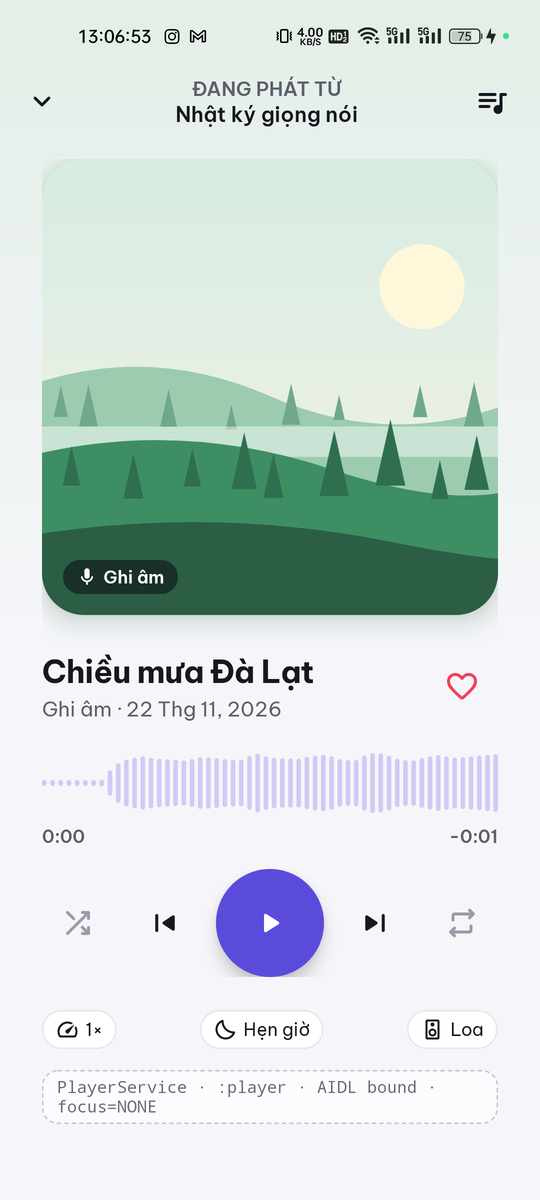 13:06:53
4.00
KB/S
HD
5G
5G
75
ĐANG PHÁT TỪ
Nhật ký giọng nói
Ghi âm
Chiều mưa Đà Lạt
Ghi âm · 22 Thg 11, 2026
0:00
-0:01
1×
Hẹn giờ
Loa
PlayerService · :player · AIDL bound ·
focus=NONE